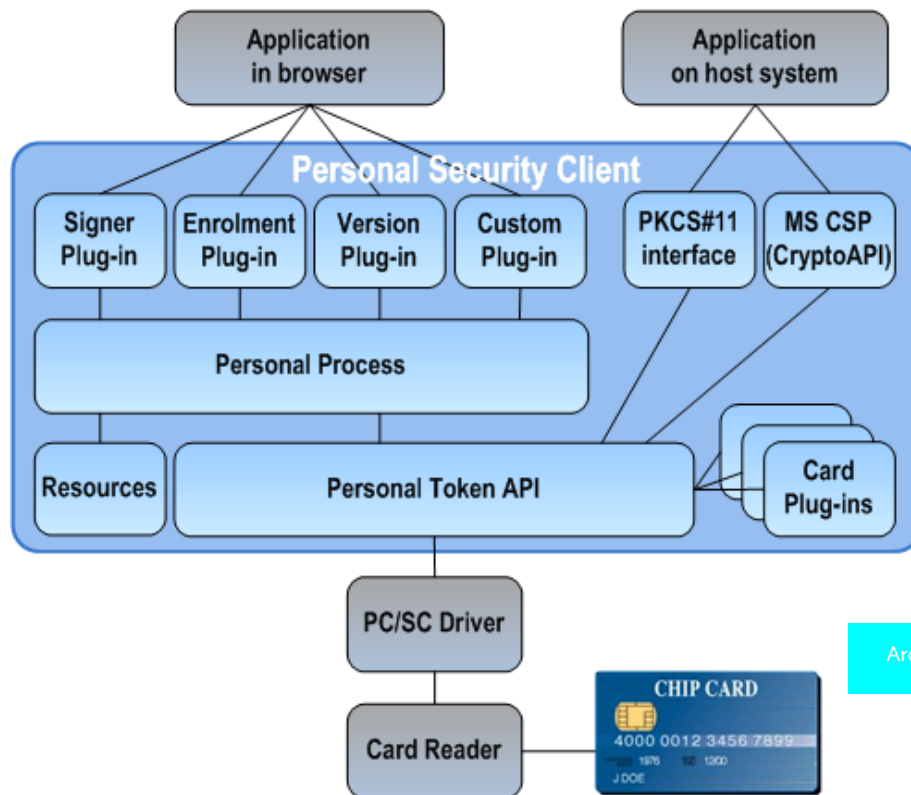 Application
in browser
Application
on host system
Personal Security Client
Signer
Plug-in
Enrolment
Plug-in
Version
Plug-in
Custom
Plug-in
PKCS#11
interface
MS CSP
(CryptoAPI)
Personal Process
Resources
Personal Token API
Card
Plug-ins
PC/SC Driver
Card Reader
CHIP CARD
4000 0012 3456 7899
1976 13/00
J DOE